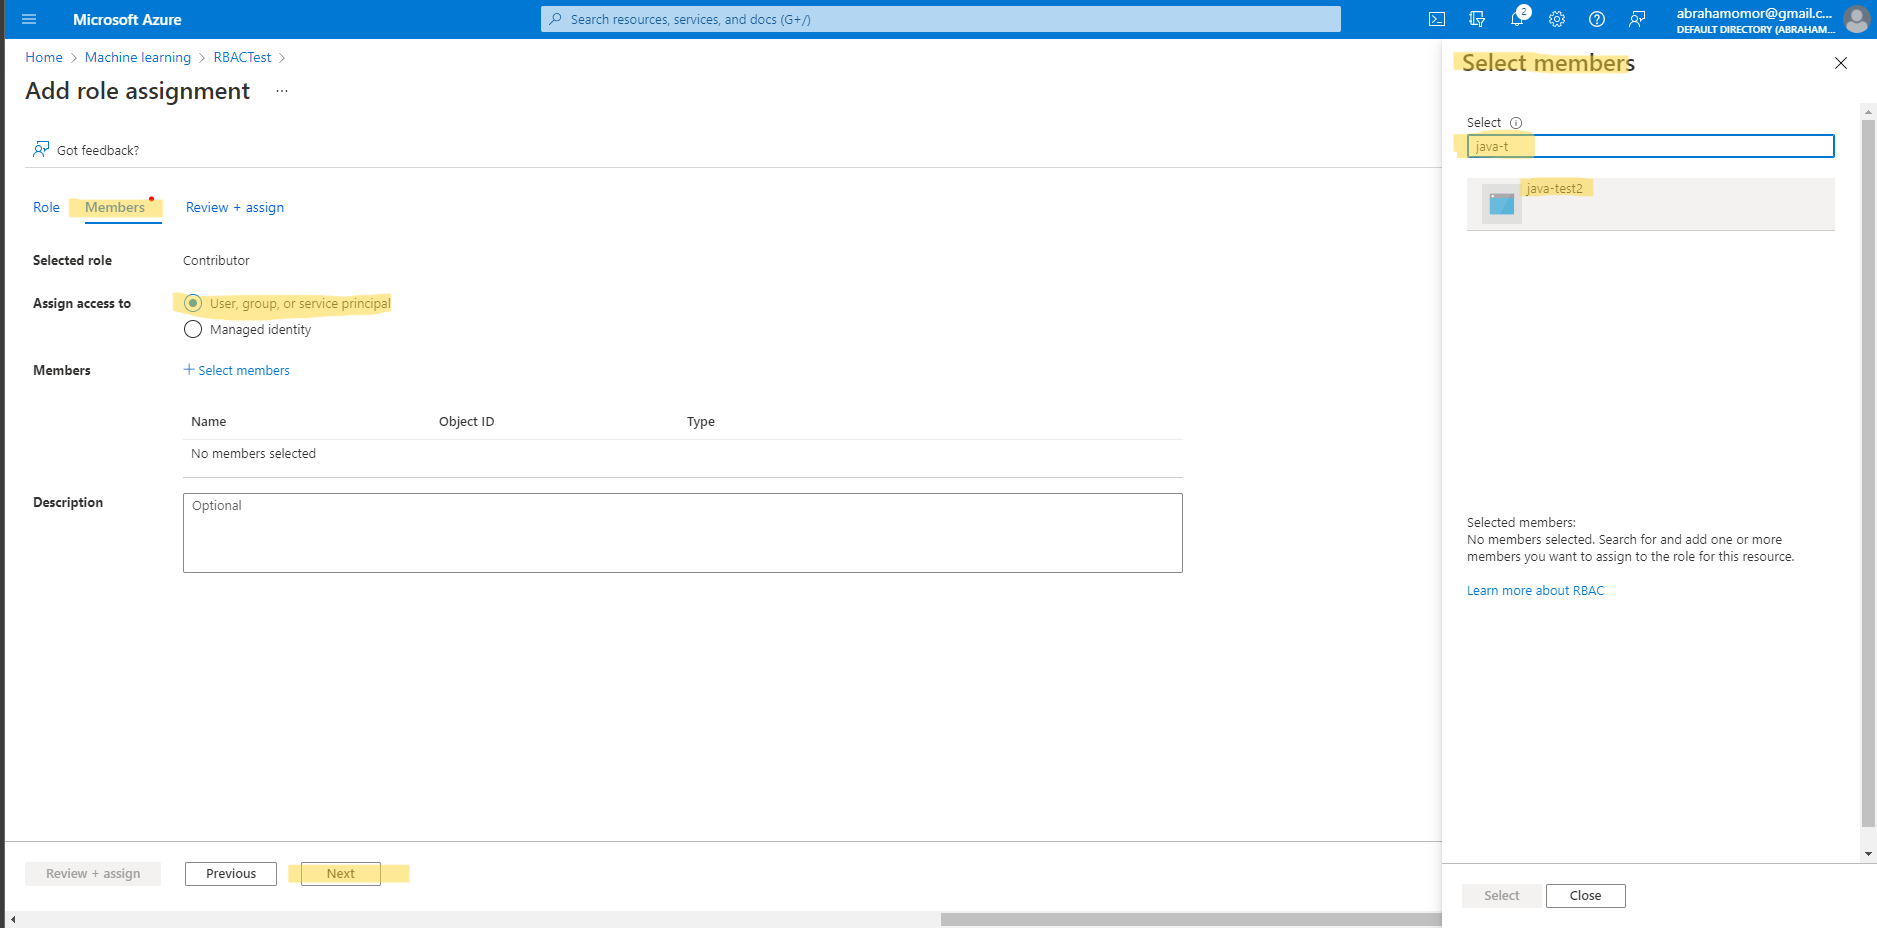 Microsoft Azure
Search resources, services, and docs (G+/)
2
abrahamomor@gmail.c...
DEFAULT DIRECTORY (ABRAHAM...
Home > Machine learning > RBACTest >
Add role assignment ...
Got feedback?
Role Members Review + assign
Selected role Contributor
Assign access to User, group, or service principal
Managed identity
Members + Select members
Name Object ID Type
No members selected
Description Optional
Review + assign Previous Next
Select members
Select
java-t
java-test2
Selected members:
No members selected. Search for and add one or more
members you want to assign to the role for this resource.
Learn more about RBAC
Select Close